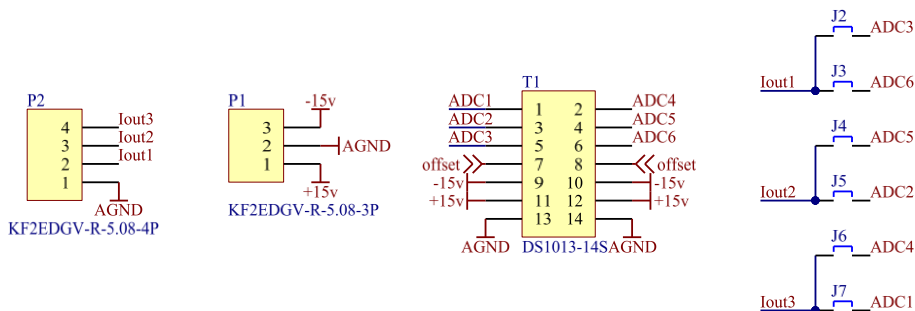 P2
4 Iout3
3 Iout2
2 Iout1
1
AGND
KF2EDGV-R-5.08-4P
P1
-15v
3
2 AGND
1
+15v
KF2EDGV-R-5.08-3P
T1
ADC1 1 2 ADC4
ADC2 3 4 ADC5
ADC3 5 6 ADC6
offset 7 8 offset
-15v 9 10 -15v
+15v 11 12 +15v
13 14
AGND DS1013-14S AGND
J2 ADC3
Iout1 J3 ADC6
J4 ADC5
Iout2 J5 ADC2
J6 ADC4
Iout3 J7 ADC1